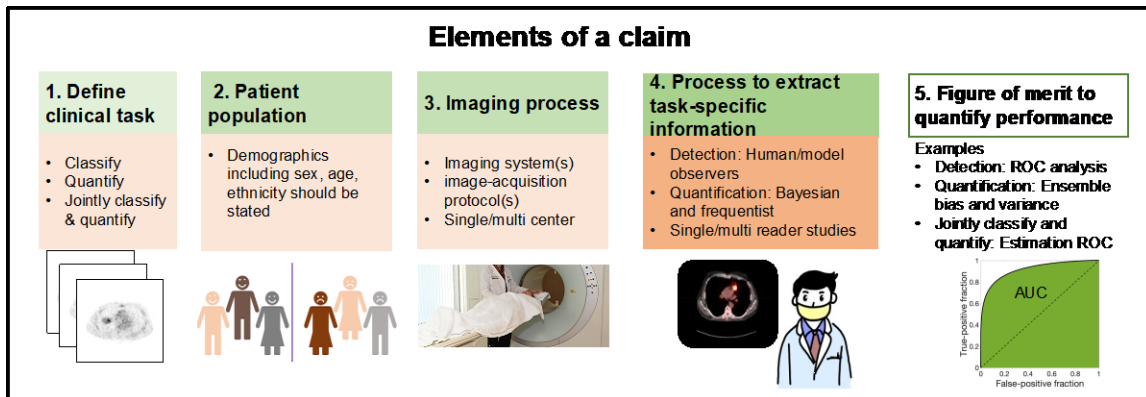 Elements of a claim
1. Define
clinical task
• Classify
• Quantify
• Jointly classify
& quantify
2. Patient
population
• Demographics
including sex, age,
ethnicity should be
stated
3. Imaging process
• Imaging system(s)
• image-acquisition
protocol(s)
• Single/multi center
4. Process to extract
task-specific
information
• Detection: Human/model
observers
• Quantification: Bayesian
and frequentist
• Single/multi reader studies
5. Figure of merit to
quantify performance
Examples
• Detection: ROC analysis
• Quantification: Ensemble
bias and variance
• Jointly classify and
quantify: Estimation ROC
True-positive fraction
1
0.8
0.6
0.4
0.2
0
AUC
0 0.2 0.4 0.6 0.8 1
False-positive fraction